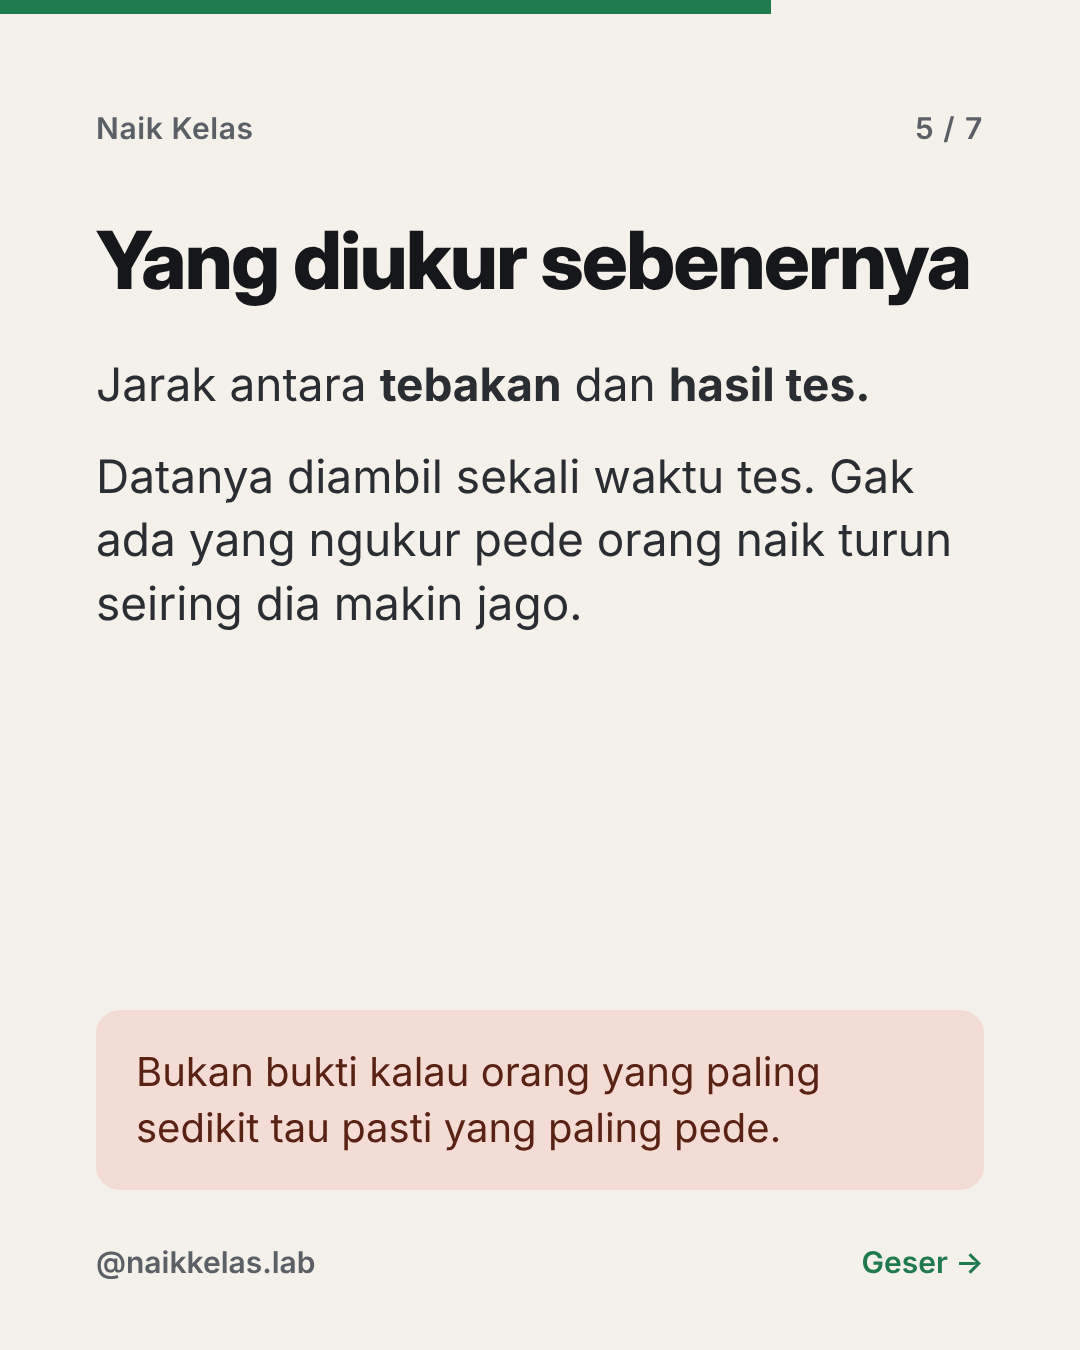 Naik Kelas
5 / 7
Yang diukur sebenernya
Jarak antara tebakan dan hasil tes.
Datanya diambil sekali waktu tes. Gak
ada yang ngukur pede orang naik turun
seiring dia makin jago.
Bukan bukti kalau orang yang paling
sedikit tau pasti yang paling pede.
@naikkelas.lab
Geser →